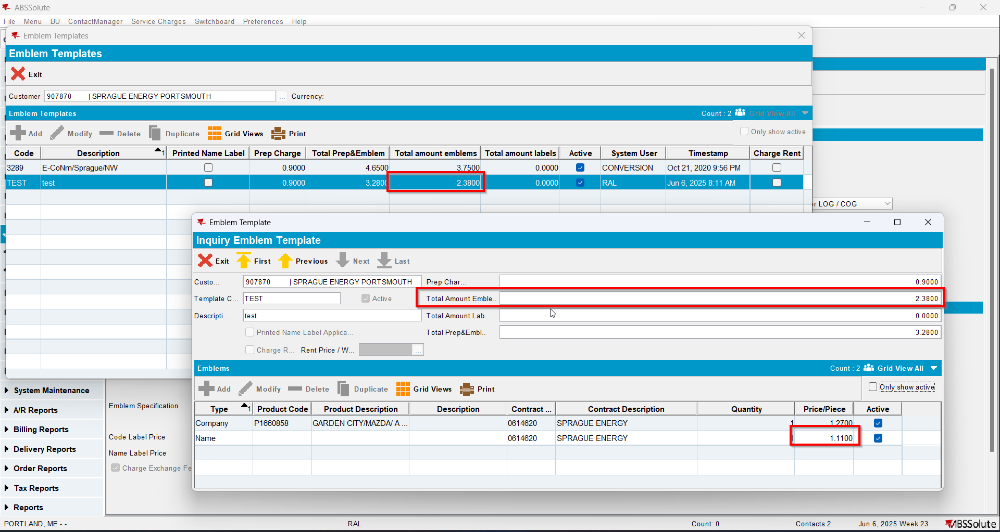 ABSSolute
File Menu BU ContactManager Service Charges Switchboard Preferences Help
Emblem Templates
Emblem Templates
Exit
Customer 907870 | SPRAGUE ENERGY PORTSMOUTH ... Currency:
Emblem Templates Count : 2 Grid View All
Add Modify Delete Duplicate Grid Views Print Only show active
Code Description 1 Printed Name Label Prep Charge Total Prep&Emblem Total amount emblems Total amount labels Active System User Timestamp Charge Rent
3289 E-CoNm/Sprague/NW 0.9000 4.6500 3.7500 0.0000 CONVERSION Oct 21, 2020 9:56 PM
TEST test 0.9000 3.2800 2.3800 0.0000 RAL Jun 6, 2025 8:11 AM
LOG / COG
Emblem Template
Inquiry Emblem Template
Exit First Previous Next Last
Custo... 907870 | SPRAGUE ENERGY PORTSMOUTH Prep Char... 0.9000
Template C... TEST Active Total Amount Emble.. 2.3800
Descripti... test Total Amount Lab... 0.0000
Printed Name Label Applica... Total Prep&Embl.. 3.2800
Charge R... Rent Price / W... ...
Emblems Count : 2 Grid View All
Add Modify Delete Duplicate Grid Views Print Only show active
Type 1 Product Code Product Description Description Contract ... Contract Description Quantity Price/Piece Active
Company P1660858 GARDEN CITY/MAZDA/ A ... 0614620 SPRAGUE ENERGY 1 1.2700
Name 0614620 SPRAGUE ENERGY 1 1.1100
System Maintenance
A/R Reports
Billing Reports
Delivery Reports
Order Reports
Tax Reports
Reports
Emblem Specification
Code Label Price
Name Label Price
Charge Exchange Fe
PORTLAND, ME - - RAL Count: 0 Contacts 2 Jun 6, 2025 Week 23 ABSSolute